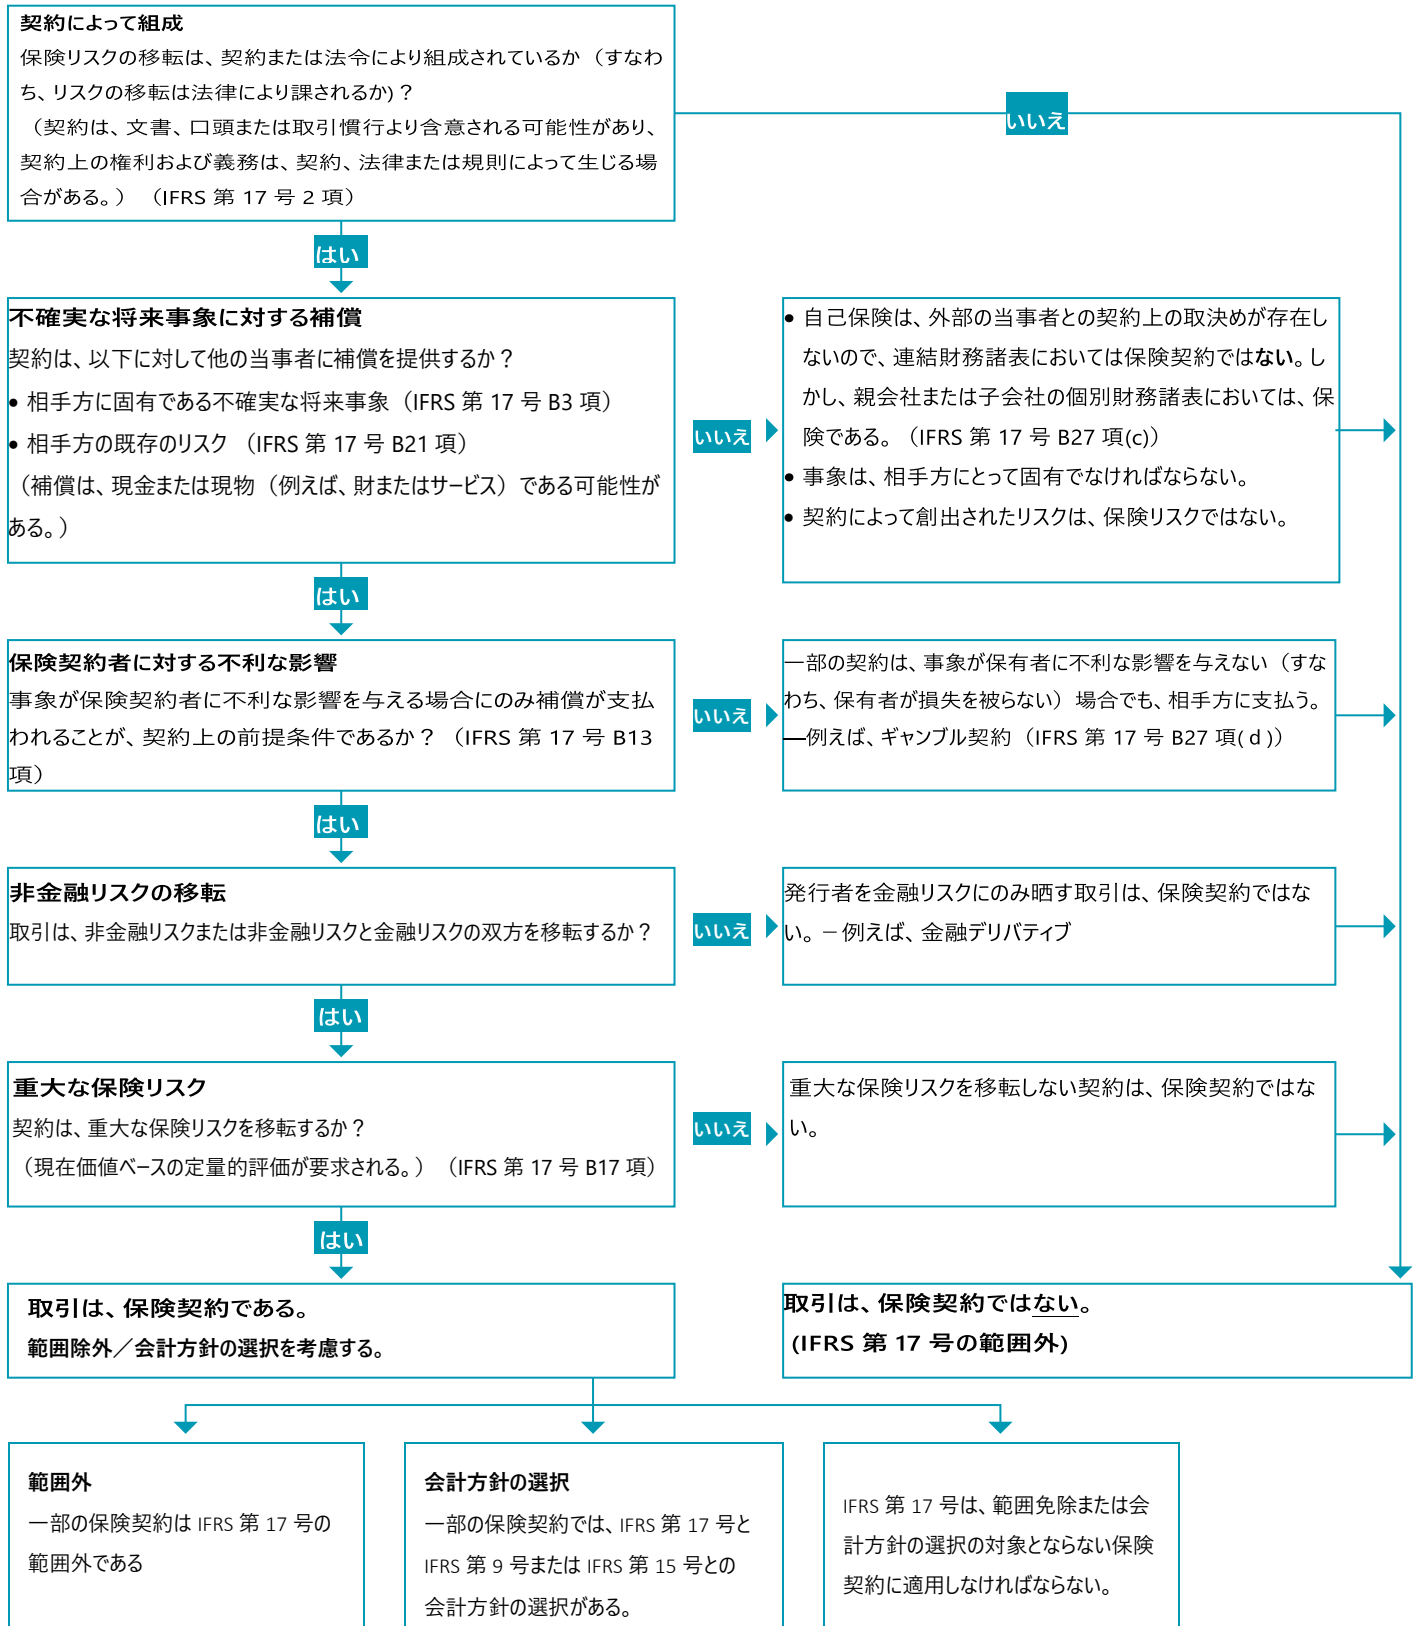 契約によって組成
保険リスクの移転は、契約または法令により組成されているか（すなわ
ち、リスクの移転は法律により課されるか)？
（契約は、文書、口頭または取引慣行より含意される可能性があり、
契約上の権利および義務は、契約、法律または規則によって生じる場
合がある。）（IFRS 第 17 号 2 項）
いいえ
はい
不確実な将来事象に対する補償
契約は、以下に対して他の当事者に補償を提供するか？
• 相手方に固有である不確実な将来事象（IFRS 第 17 号 B3 項）
• 相手方の既存のリスク （IFRS 第 17 号 B21 項）
（補償は、現金または現物（例えば、財またはサービス）である可能性が
ある。）
いいえ
• 自己保険は、外部の当事者との契約上の取決めが存在し
ないので、連結財務諸表においては保険契約ではない。し
かし、親会社または子会社の個別財務諸表においては、保
険である。（IFRS 第 17 号 B27 項(c)）
• 事象は、相手方にとって固有でなければならない。
• 契約によって創出されたリスクは、保険リスクではない。
はい
保険契約者に対する不利な影響
事象が保険契約者に不利な影響を与える場合にのみ補償が支払
われることが、契約上の前提条件であるか？（IFRS 第 17 号 B13
項）
いいえ
一部の契約は、事象が保有者に不利な影響を与えない（すな
わち、保有者が損失を被らない）場合でも、相手方に支払う。
―例えば、ギャンブル契約（IFRS 第 17 号 B27 項(ｄ)）
はい
非金融リスクの移転
取引は、非金融リスクまたは非金融リスクと金融リスクの双方を移転するか？
いいえ
発行者を金融リスクにのみ晒す取引は、保険契約ではな
い。－例えば、金融デリバティブ
はい
重大な保険リスク
契約は、重大な保険リスクを移転するか？
（現在価値ベースの定量的評価が要求される。）（IFRS 第 17 号 B17 項）
いいえ
重大な保険リスクを移転しない契約は、保険契約ではな
い。
はい
取引は、保険契約である。
範囲除外／会計方針の選択を考慮する。
取引は、保険契約ではない。
(IFRS 第 17 号の範囲外)
範囲外
一部の保険契約は IFRS 第 17 号の
範囲外である
会計方針の選択
一部の保険契約では、IFRS 第 17 号と
IFRS 第 9 号または IFRS 第 15 号との
会計方針の選択がある。
IFRS 第 17 号は、範囲免除または会
計方針の選択の対象とならない保険
契約に適用しなければならない。